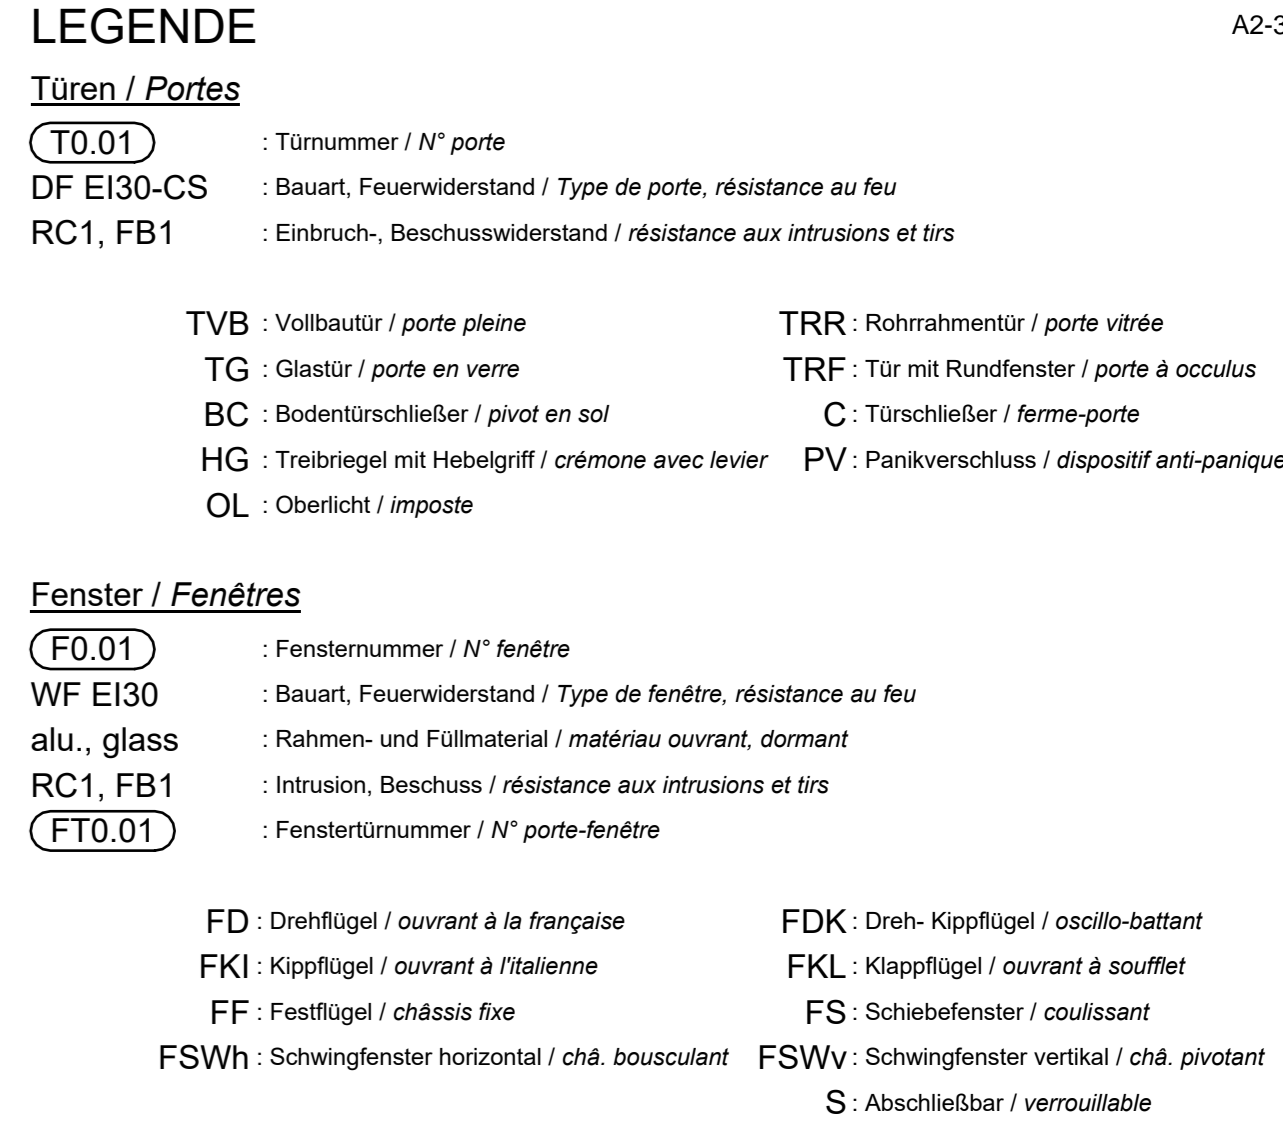 LEGENDE
A2-3
Türen / Portes
T0.01 : Türnummer / N° porte
DF EI30-CS : Bauart, Feuerwiderstand / Type de porte, résistance au feu
RC1, FB1 : Einbruch-, Beschusswiderstand / résistance aux intrusions et tirs
TVB : Vollbautür / porte pleine TRR : Rohrrahmentür / porte vitrée
TG : Glastür / porte en verre TRF : Tür mit Rundfenster / porte à occulus
BC : Bodentürschließer / pivot en sol C : Türschließer / ferme-porte
HG : Treibriegel mit Hebelgriff / crémone avec levier PV : Panikverschluss / dispositif anti-panique
OL : Oberlicht / imposte
Fenster / Fenêtres
F0.01 : Fensternummer / N° fenêtre
WF EI30 : Bauart, Feuerwiderstand / Type de fenêtre, résistance au feu
alu., glass : Rahmen- und Füllmaterial / matériau ouvrant, dormant
RC1, FB1 : Intrusion, Beschuss / résistance aux intrusions et tirs
FT0.01 : Fenstertürnummer / N° porte-fenêtre
FD : Drehflügel / ouvrant à la française FDK : Dreh- Kippflügel / oscillo-battant
FKI : Kippflügel / ouvrant à l'italienne FKL : Klappflügel / ouvrant à soufflet
FF : Festflügel / châssis fixe FS : Schiebefenster / coulissant
FSWh : Schwingfenster horizontal / châ. bousculant FSWv : Schwingfenster vertikal / châ. pivotant
S : Abschließbar / verrouillable